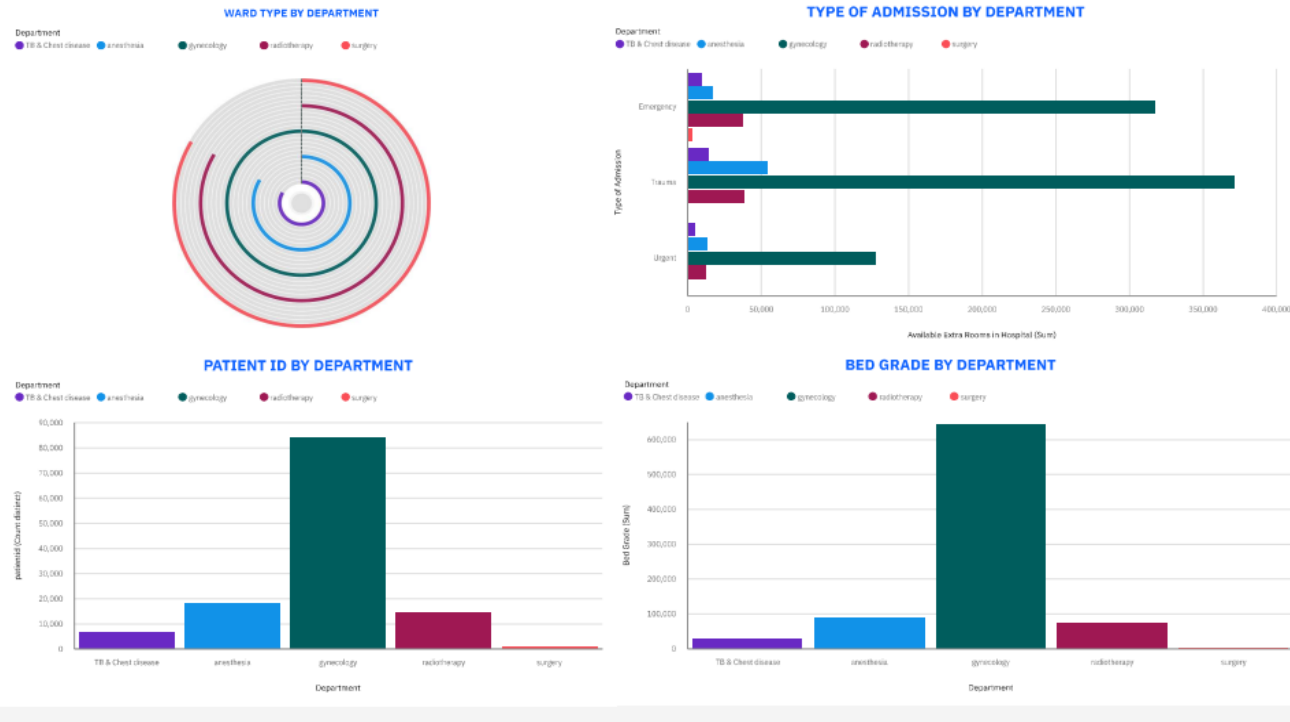 WARD TYPE BY DEPARTMENT
Department
TB & Chest disease anesthesia gynecology radiotherapy surgery
TYPE OF ADMISSION BY DEPARTMENT
Department
TB & Chest disease anesthesia gynecology radiotherapy surgery
Type of Admission
Emergency
Trauma
Urgent
0 50,000 100,000 150,000 200,000 250,000 300,000 350,000 400,000
Available Extra Rooms in Hospital (Sum)
PATIENT ID BY DEPARTMENT
Department
TB & Chest disease anesthesia gynecology radiotherapy surgery
patientid (Count distinct)
90,000
80,000
70,000
60,000
50,000
40,000
30,000
20,000
10,000
0
TB & Chest disease anesthesia gynecology radiotherapy surgery
Department
BED GRADE BY DEPARTMENT
Department
TB & Chest disease anesthesia gynecology radiotherapy surgery
Bed Grade (Sum)
600,000
500,000
400,000
300,000
200,000
100,000
0
TB & Chest disease anesthesia gynecology radiotherapy surgery
Department